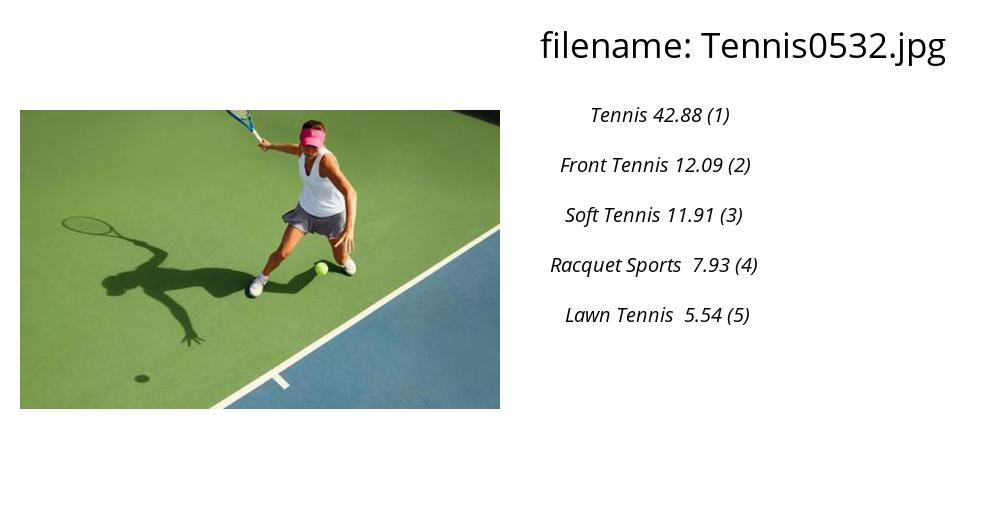 filename: Tennis0532.jpg
Tennis 42.88 (1)
Front Tennis 12.09 (2)
Soft Tennis 11.91 (3)
Racquet Sports 7.93 (4)
Lawn Tennis 5.54 (5)